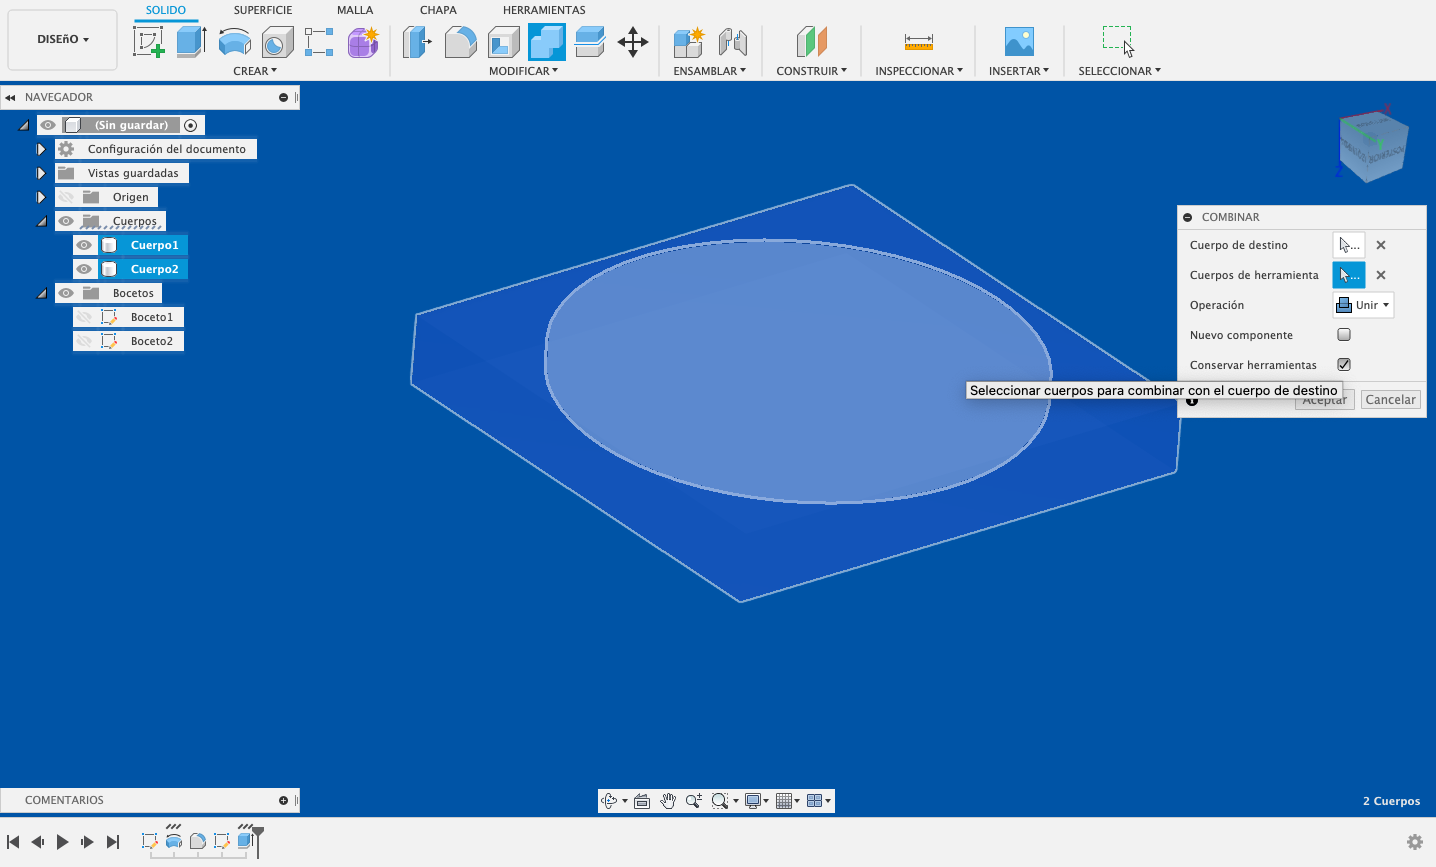 SOLIDO
SUPERFICIE
MALLA
CHAPA
HERRAMIENTAS
DISEñO
CREAR
MODIFICAR
ENSAMBLAR
CONSTRUIR
INSPECCIONAR
INSERTAR
SELECCIONAR
NAVEGADOR
(Sin guardar)
Configuración del documento
Vistas guardadas
Origen
Cuerpos
Cuerpo1
Cuerpo2
Bocetos
Boceto1
Boceto2
X
Y
Z
POSTERIOR
COMBINAR
Cuerpo de destino
Cuerpos de herramienta
Operación
Unir
Nuevo componente
Conservar herramientas
Seleccionar cuerpos para combinar con el cuerpo de destino
Aceptar
Cancelar
COMENTARIOS
2 Cuerpos